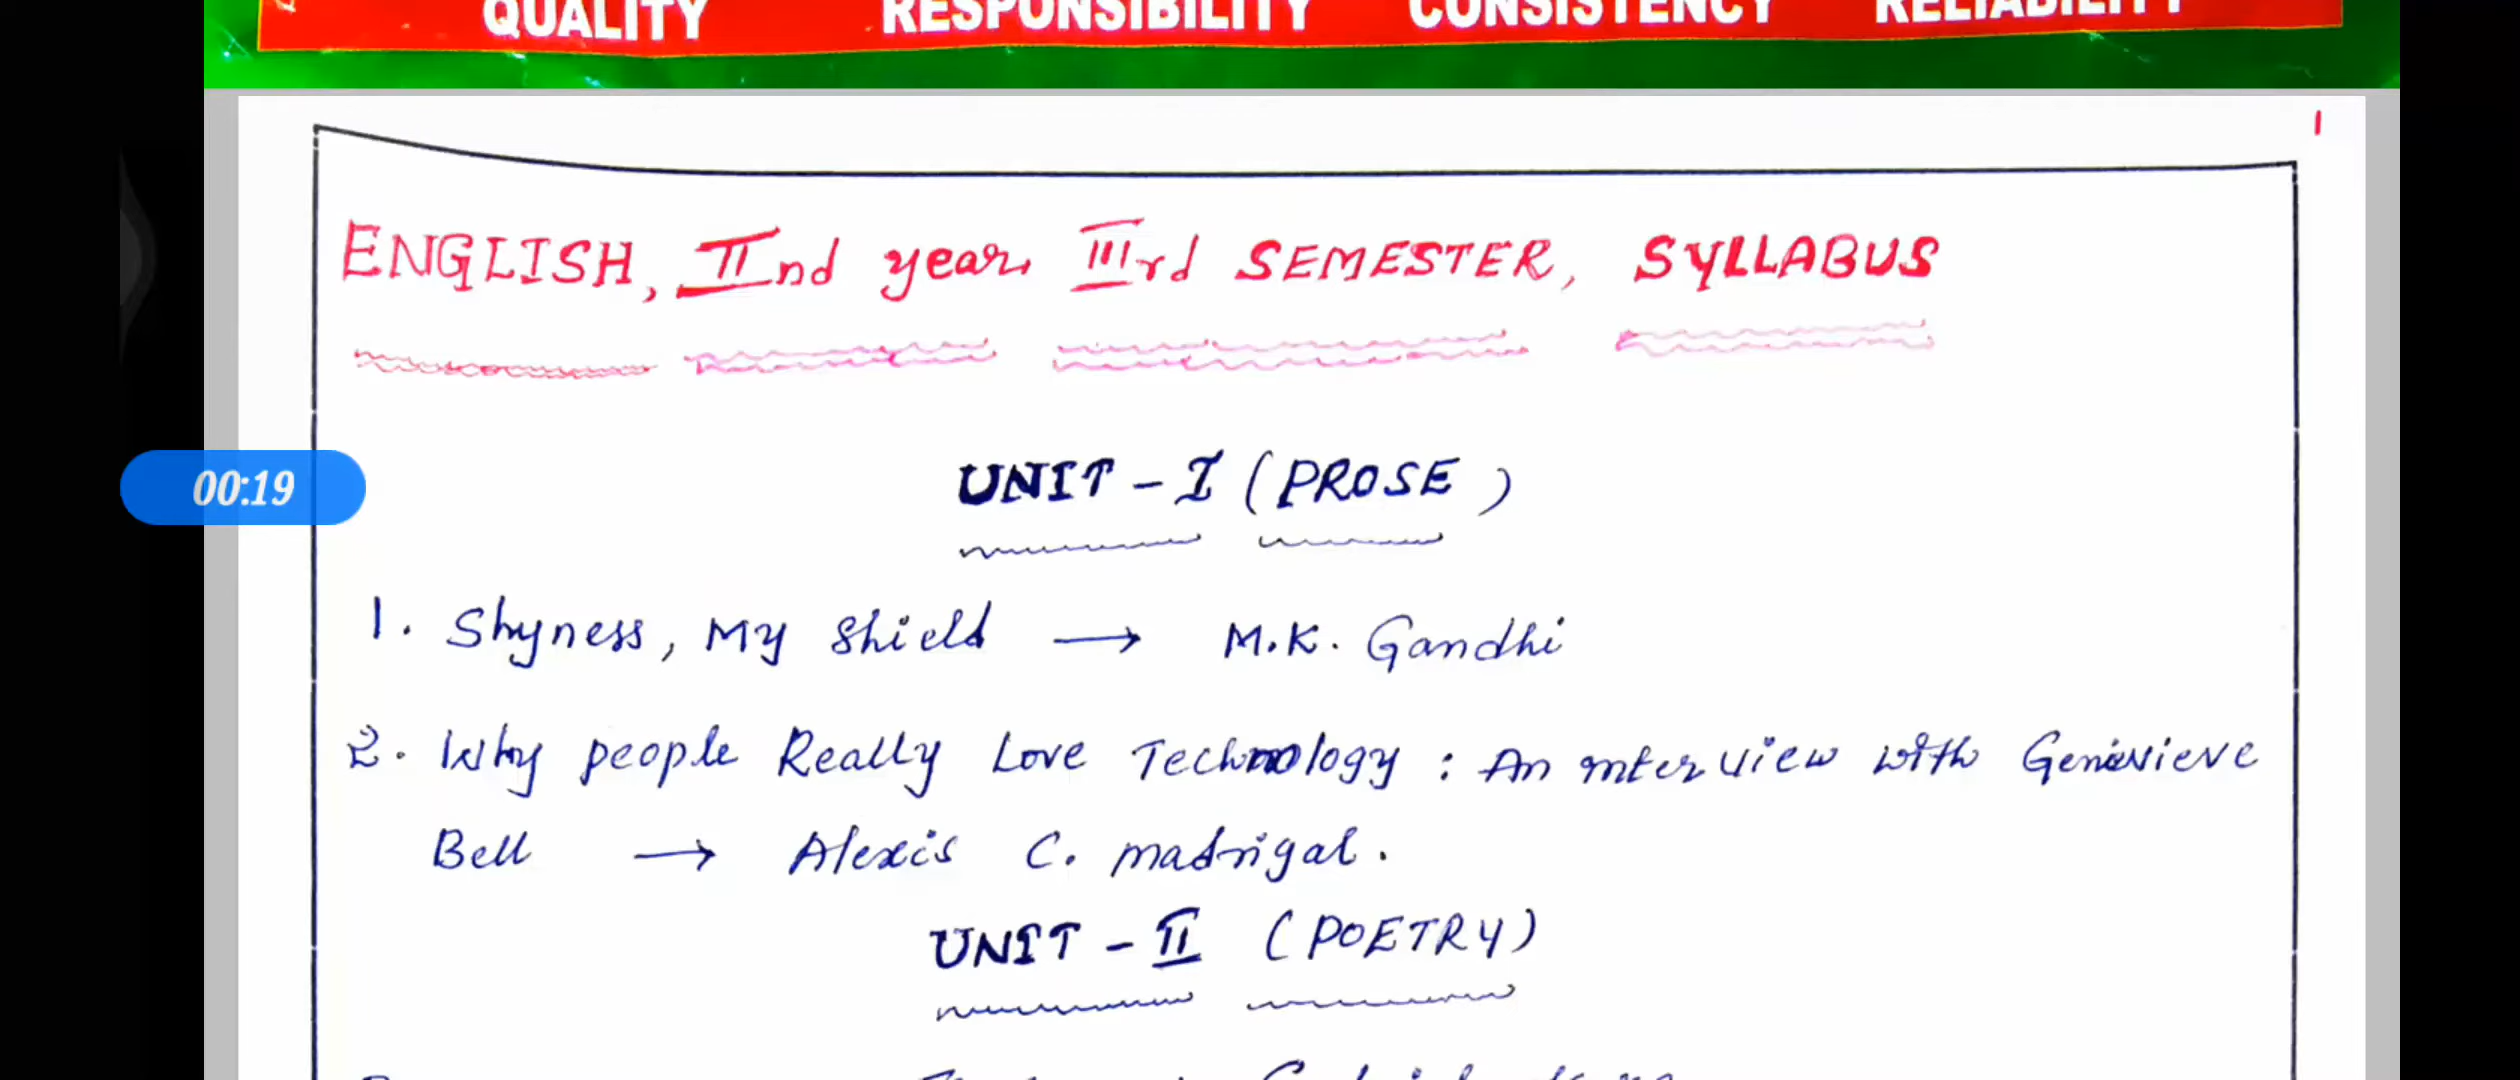 QUALITY RESPONSIBILITY CONSISTENCY RELIABILITY
1
ENGLISH, IInd year IIIrd SEMESTER, SYLLABUS
UNIT - I (PROSE)
00:19
1. Shyness, My Shield → M.K. Gandhi
2. Why people Really Love Technology : An interview with Genevieve
Bell → Alexis C. madrigal.
UNIT - II (POETRY)